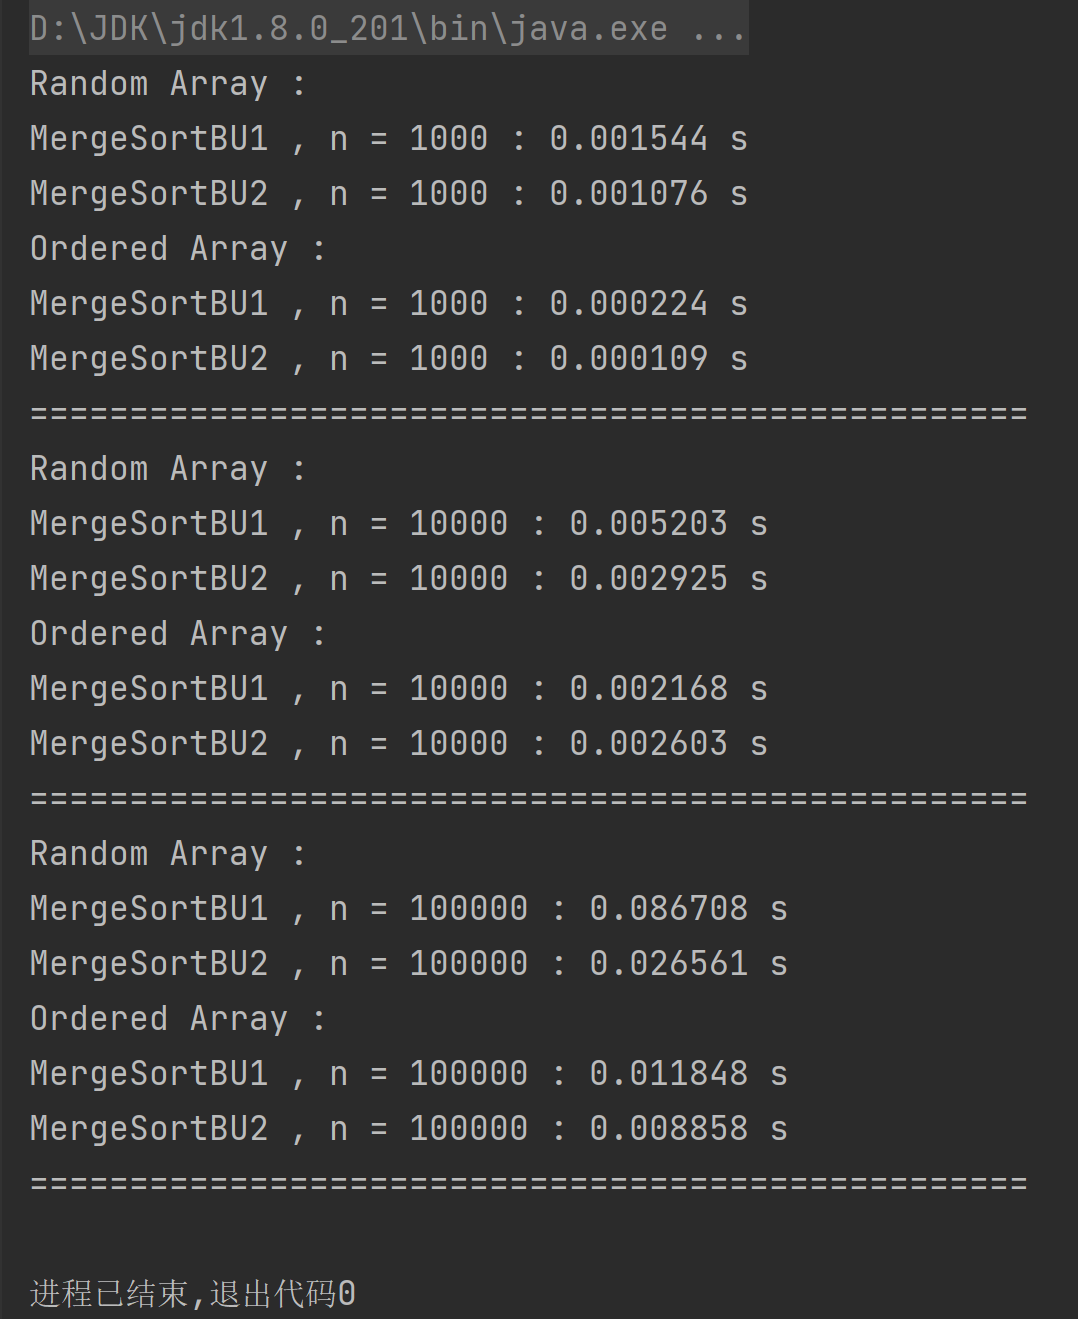 D:\JDK\jdk1.8.0_201\bin\java.exe ...
Random Array :
MergeSortBU1 , n = 1000 : 0.001544 s
MergeSortBU2 , n = 1000 : 0.001076 s
Ordered Array :
MergeSortBU1 , n = 1000 : 0.000224 s
MergeSortBU2 , n = 1000 : 0.000109 s
==================================================
Random Array :
MergeSortBU1 , n = 10000 : 0.005203 s
MergeSortBU2 , n = 10000 : 0.002925 s
Ordered Array :
MergeSortBU1 , n = 10000 : 0.002168 s
MergeSortBU2 , n = 10000 : 0.002603 s
==================================================
Random Array :
MergeSortBU1 , n = 100000 : 0.086708 s
MergeSortBU2 , n = 100000 : 0.026561 s
Ordered Array :
MergeSortBU1 , n = 100000 : 0.011848 s
MergeSortBU2 , n = 100000 : 0.008858 s
==================================================
进程已结束,退出代码0